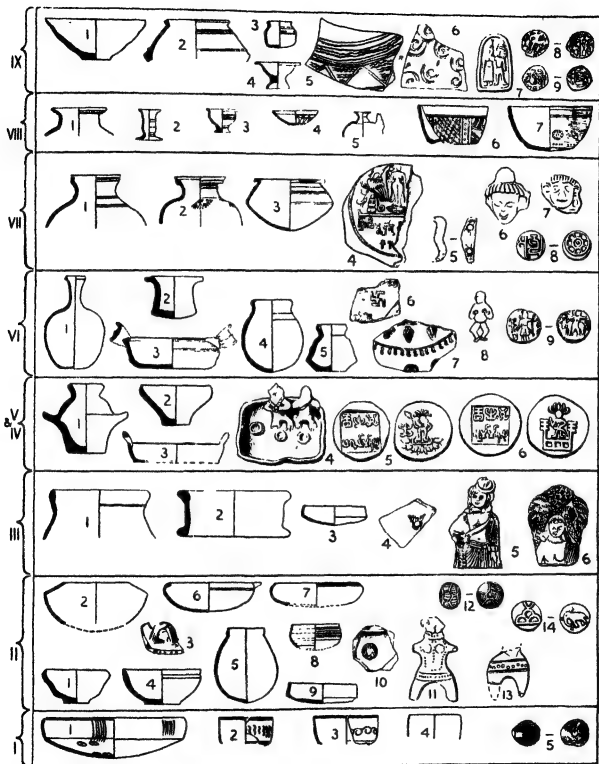 IX
1 2 3 6
4 5 7 8
9
VIII
1 2 3 4 5 6 7
VII
1 2 3 4 5 6 7
8
VI
1 2 3 4 5 6 7 8 9
V
&
IV
1 2 3 4 5 6
III
1 2 3 4 5 6
II
2 6 7 12
3 5 8 14
1 4 9 10 11 13
I
1 2 3 4 5